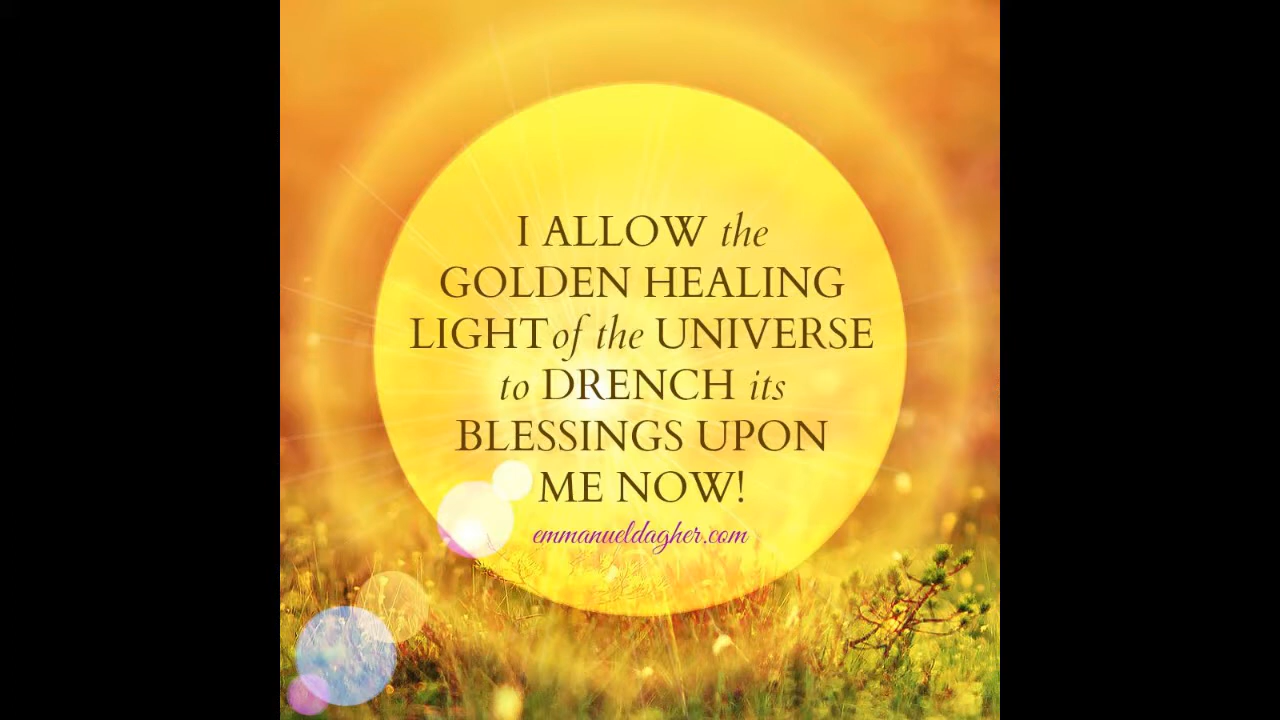 I ALLOW the
GOLDEN HEALING
LIGHT of the UNIVERSE
to DRENCH its
BLESSINGS UPON
ME NOW!
emmanueldagher.com